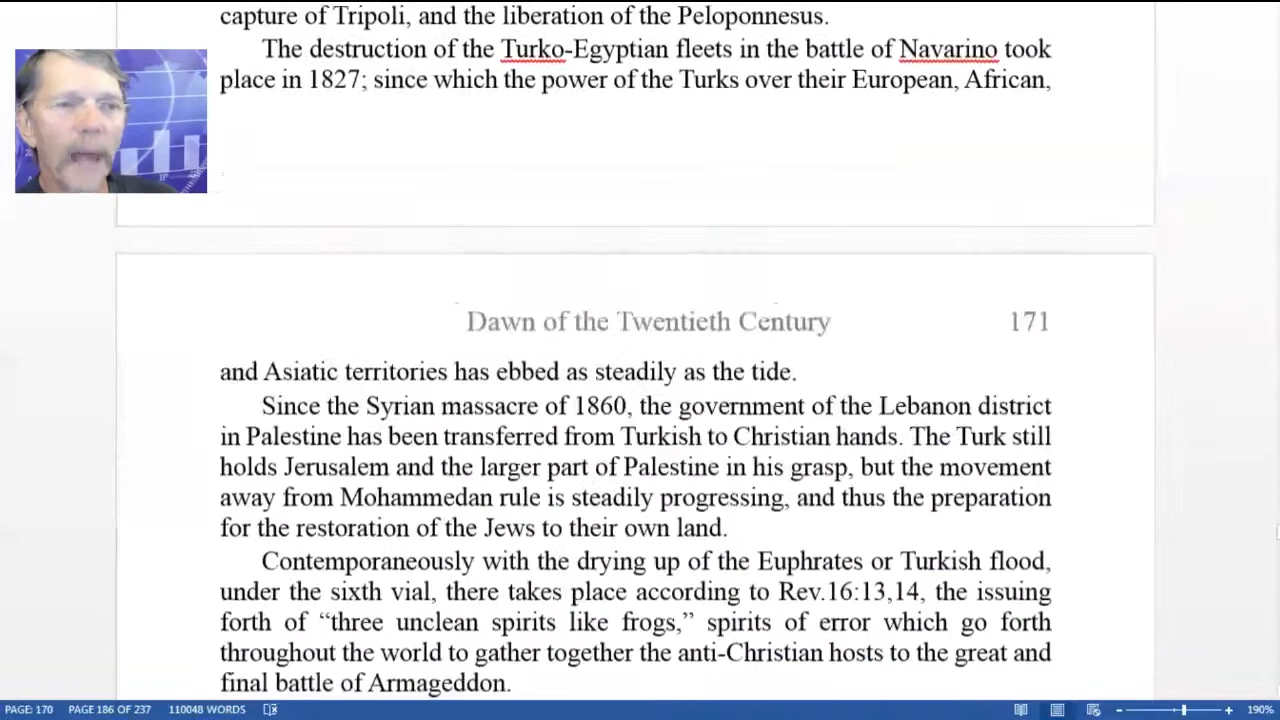 capture of Tripoli, and the liberation of the Peloponnesus.
The destruction of the Turko-Egyptian fleets in the battle of Navarino took
place in 1827; since which the power of the Turks over their European, African,
Dawn of the Twentieth Century 171
and Asiatic territories has ebbed as steadily as the tide.
Since the Syrian massacre of 1860, the government of the Lebanon district
in Palestine has been transferred from Turkish to Christian hands. The Turk still
holds Jerusalem and the larger part of Palestine in his grasp, but the movement
away from Mohammedan rule is steadily progressing, and thus the preparation
for the restoration of the Jews to their own land.
Contemporaneously with the drying up of the Euphrates or Turkish flood,
under the sixth vial, there takes place according to Rev.16:13,14, the issuing
forth of “three unclean spirits like frogs,” spirits of error which go forth
throughout the world to gather together the anti-Christian hosts to the great and
final battle of Armageddon.
PAGE: 170 PAGE 186 OF 237 110048 WORDS 190%